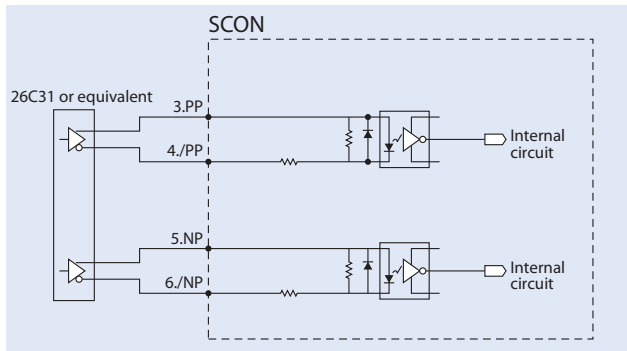 SCON
26C31 or equivalent
3.PP
4./PP
Internal
circuit
5.NP
6./NP
Internal
circuit